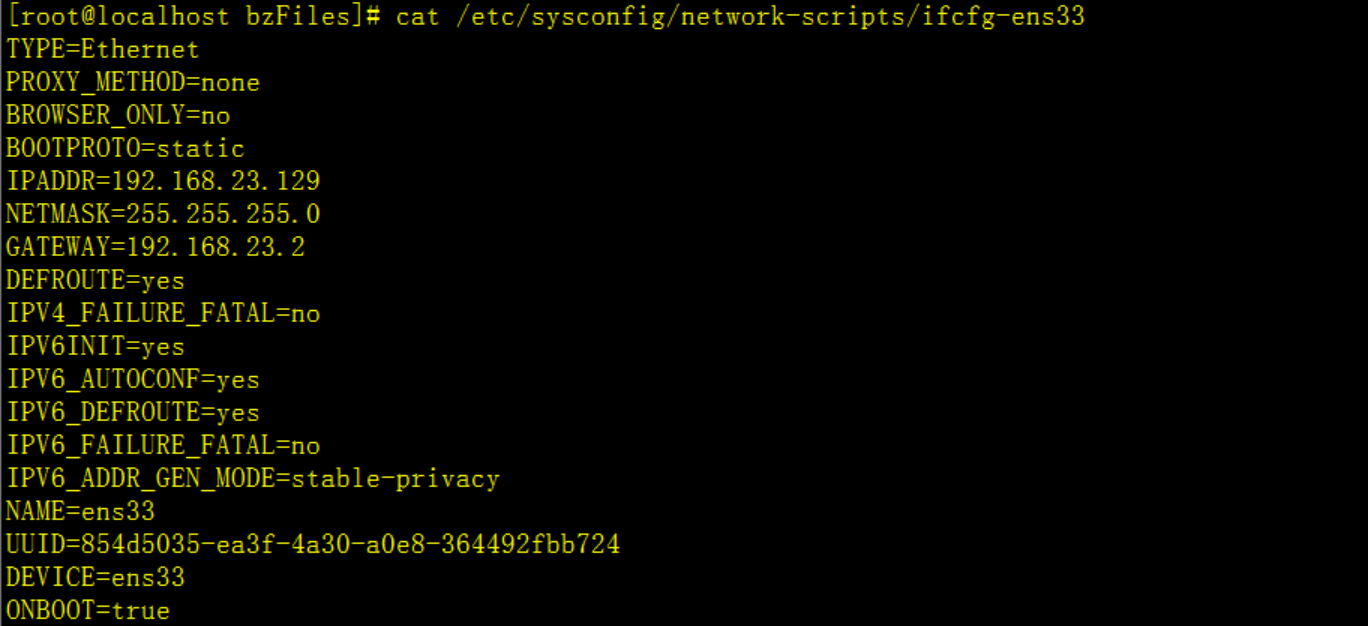 [root@localhost bzFiles]# cat /etc/sysconfig/network-scripts/ifcfg-ens33
TYPE=Ethernet
PROXY_METHOD=none
BROWSER_ONLY=no
BOOTPROTO=static
IPADDR=192.168.23.129
NETMASK=255.255.255.0
GATEWAY=192.168.23.2
DEFROUTE=yes
IPV4_FAILURE_FATAL=no
IPV6INIT=yes
IPV6_AUTOCONF=yes
IPV6_DEFROUTE=yes
IPV6_FAILURE_FATAL=no
IPV6_ADDR_GEN_MODE=stable-privacy
NAME=ens33
UUID=854d5035-ea3f-4a30-a0e8-364492fbb724
DEVICE=ens33
ONBOOT=true